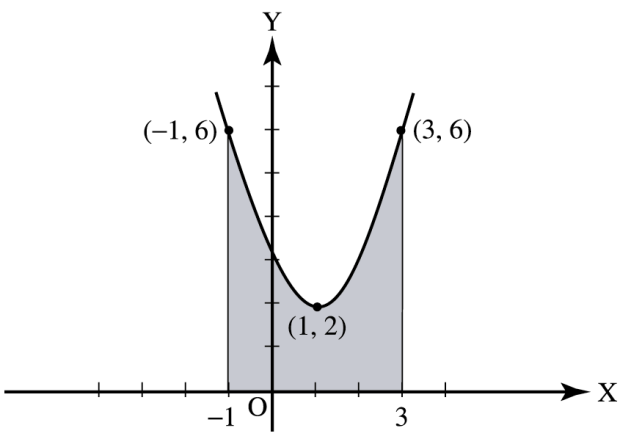 Y
(–1, 6)
(3, 6)
(1, 2)
O
X
–1
3